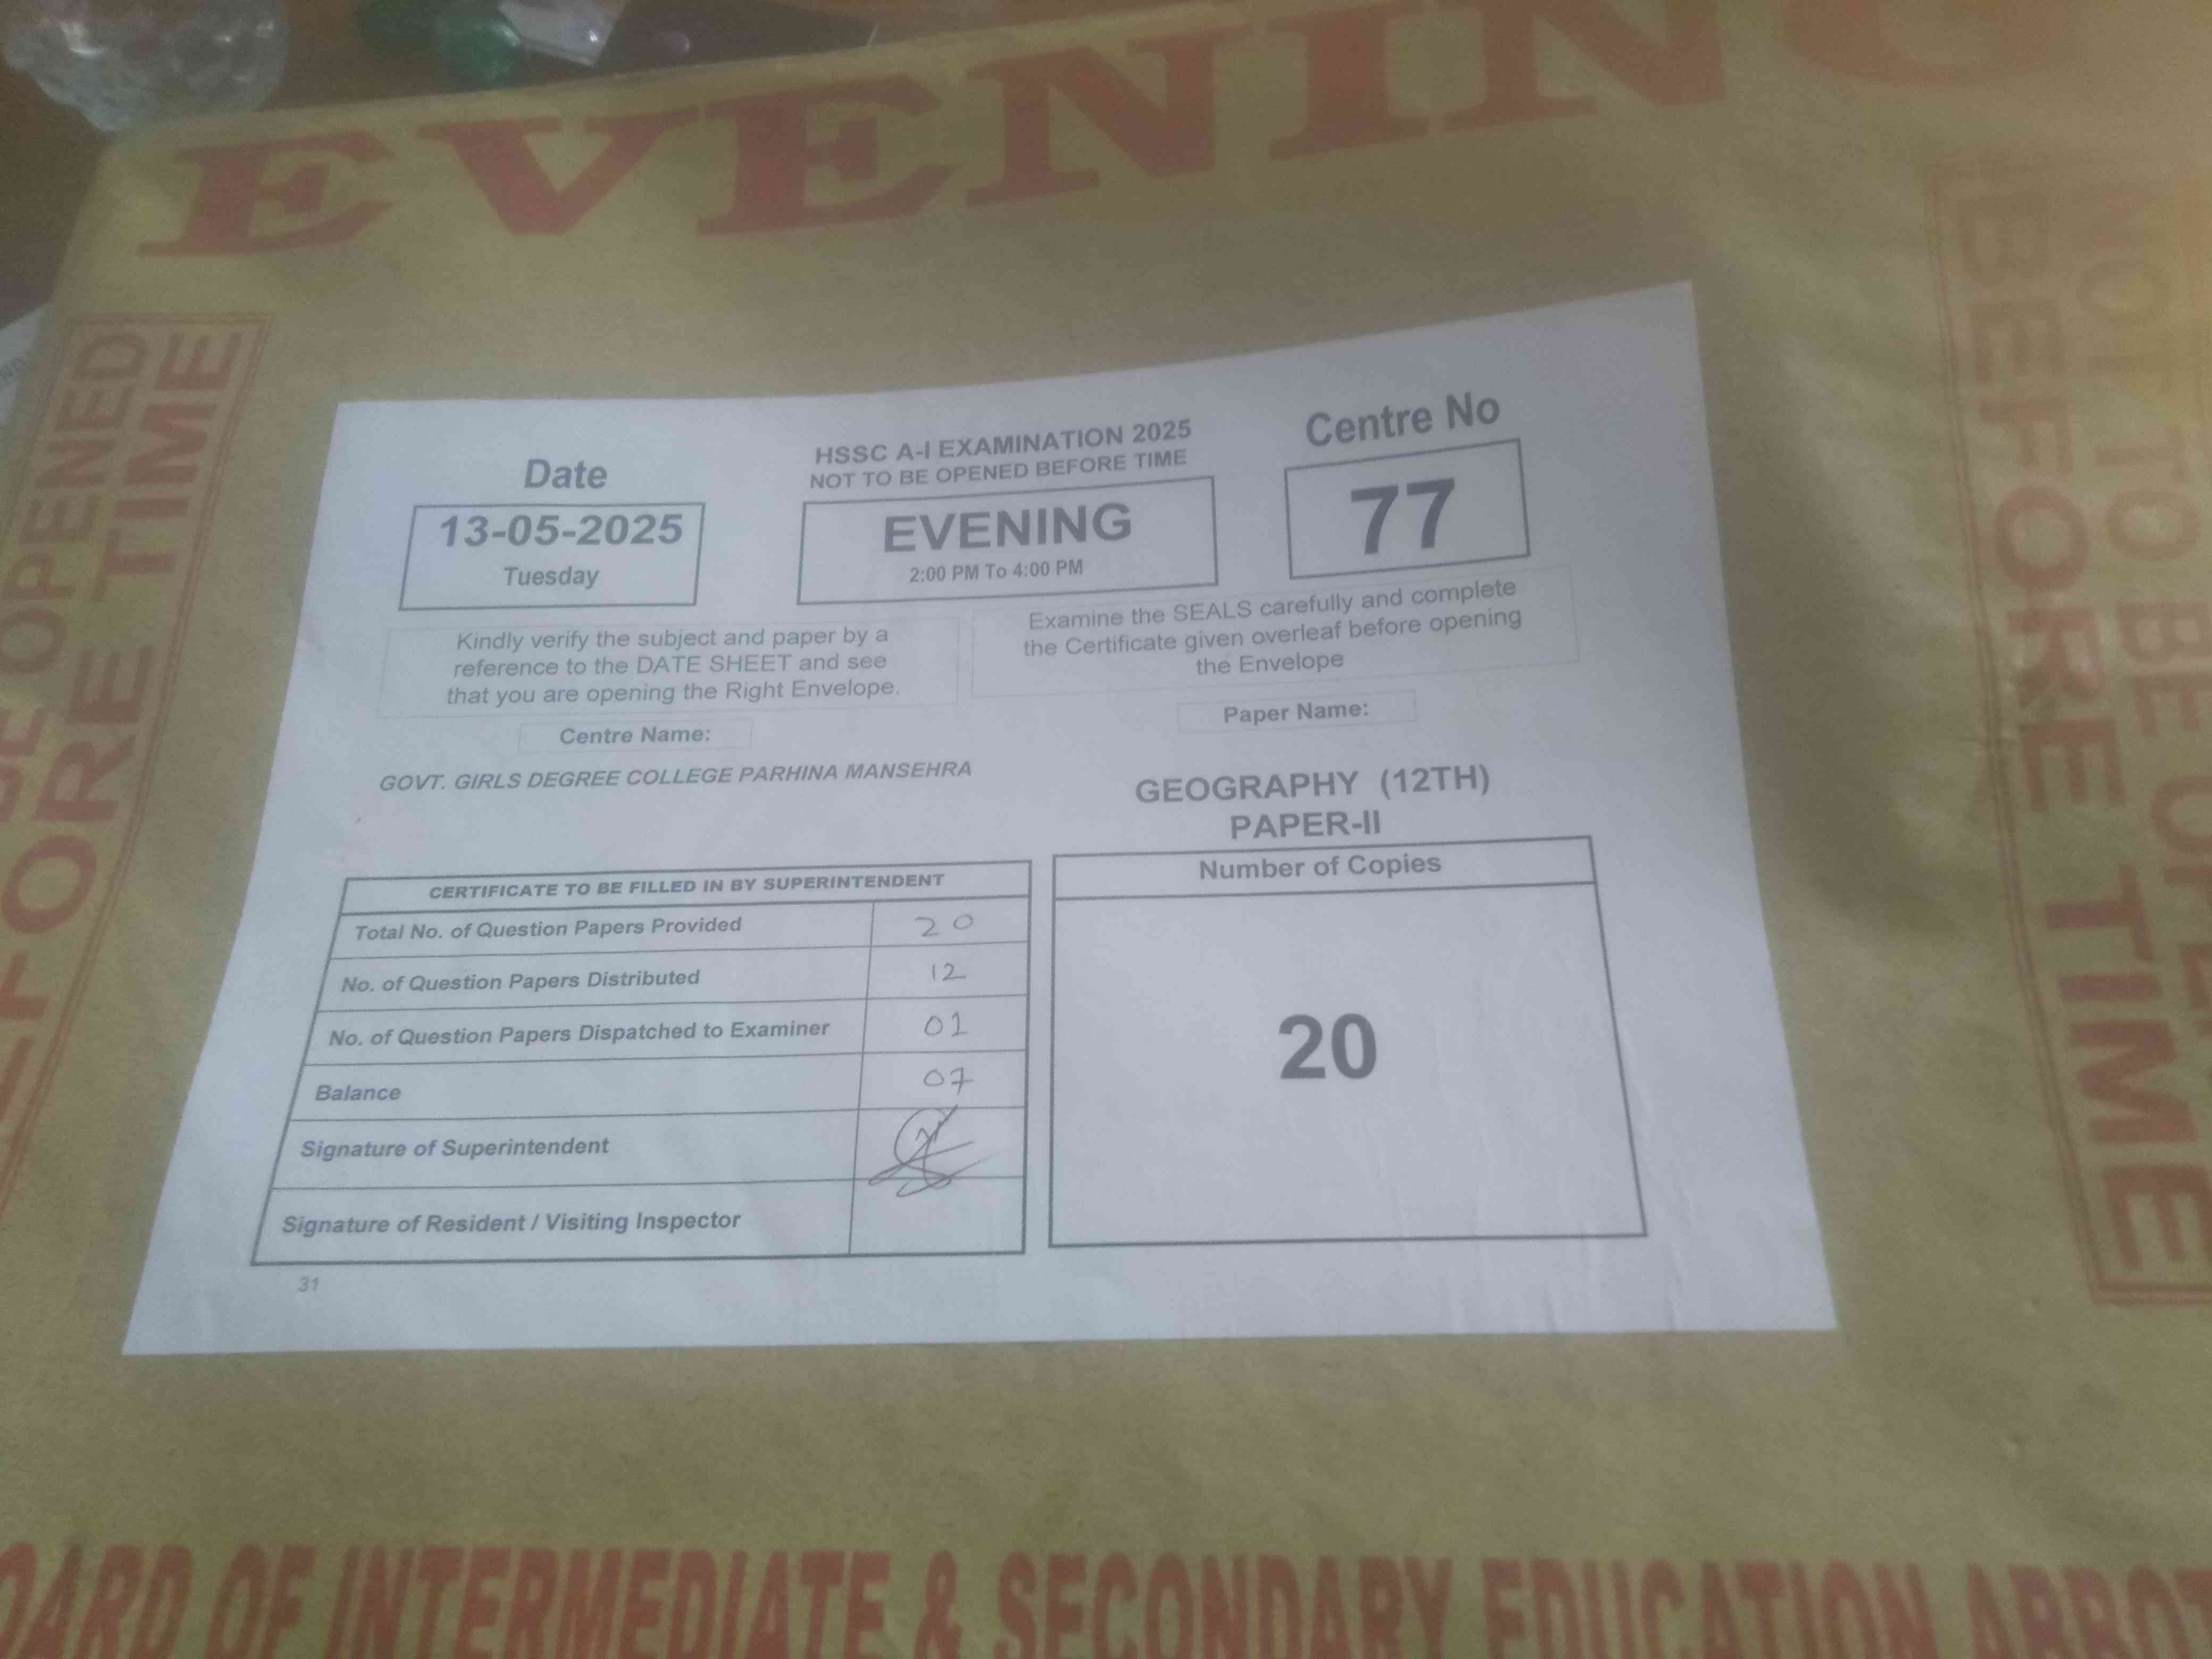 EVENING
NOT TO BE
BEFORE TIME
OPENED
FORE TIME
Date
13-05-2025
Tuesday
HSSC A-I EXAMINATION 2025
NOT TO BE OPENED BEFORE TIME
EVENING
2:00 PM To 4:00 PM
Centre No
77
Kindly verify the subject and paper by a
reference to the DATE SHEET and see
that you are opening the Right Envelope.
Examine the SEALS carefully and complete
the Certificate given overleaf before opening
the Envelope
Centre Name:
GOVT. GIRLS DEGREE COLLEGE PARHINA MANSEHRA
Paper Name:
GEOGRAPHY (12TH)
PAPER-II
CERTIFICATE TO BE FILLED IN BY SUPERINTENDENT
Total No. of Question Papers Provided 20
No. of Question Papers Distributed 12
No. of Question Papers Dispatched to Examiner 01
Balance 07
Signature of Superintendent
Signature of Resident / Visiting Inspector
Number of Copies
20
31
OARD OF INTERMEDIATE & SECONDARY EDUCATION ABBOT